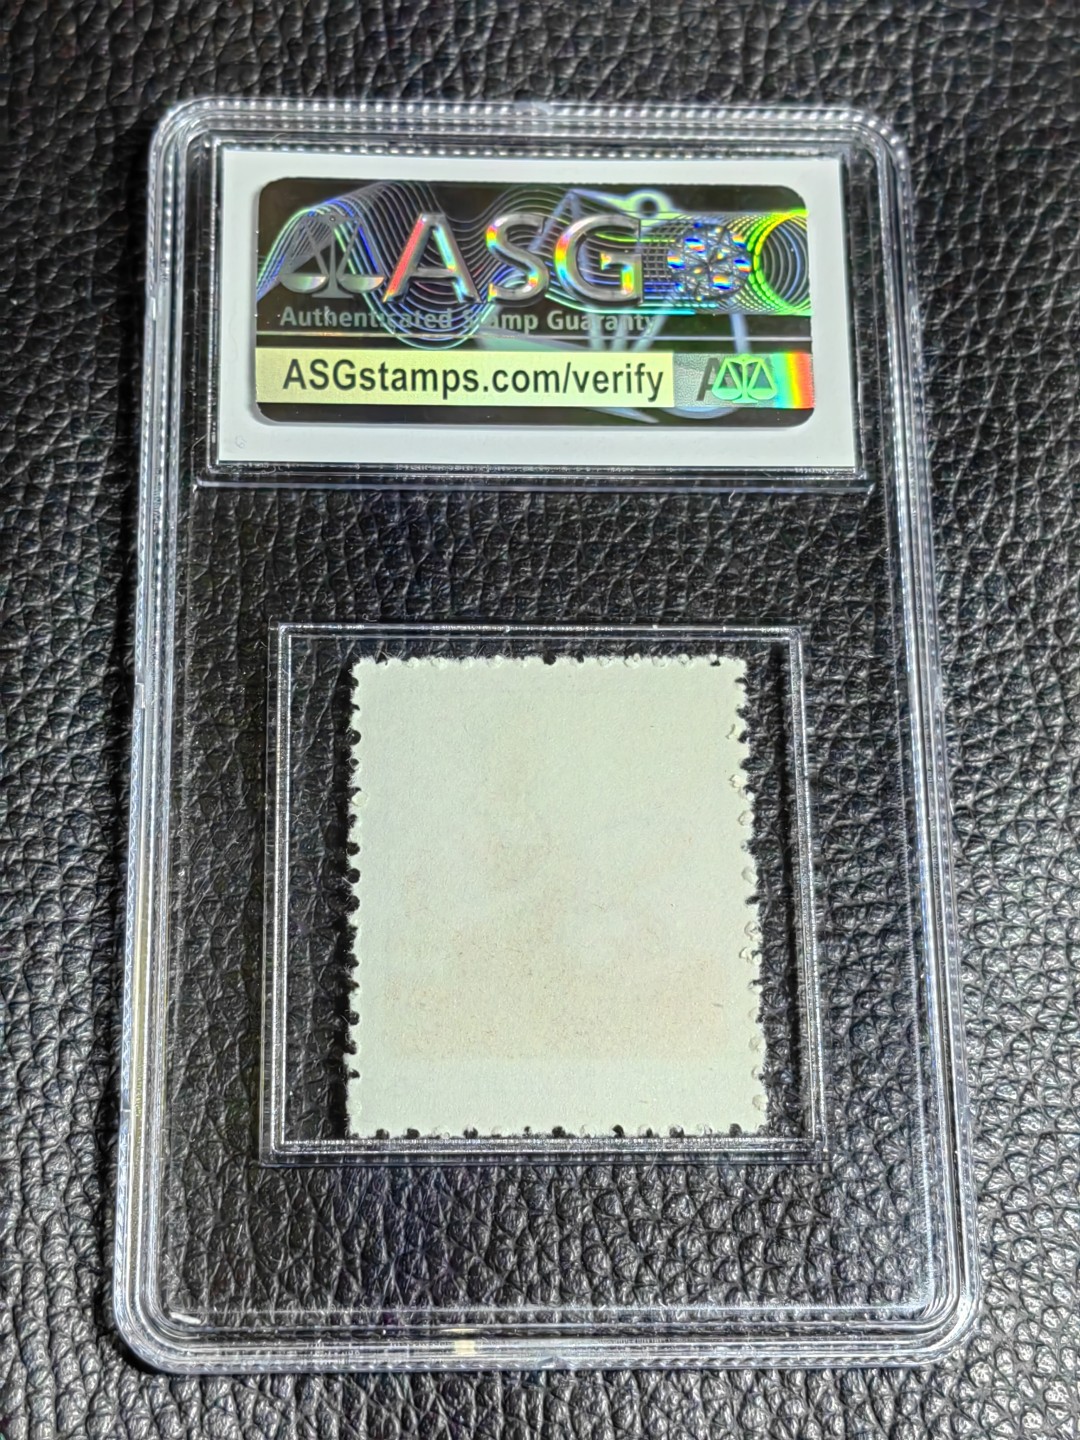 ASG
Authenticated Stamp Guaranty
ASGstamps.com/verify